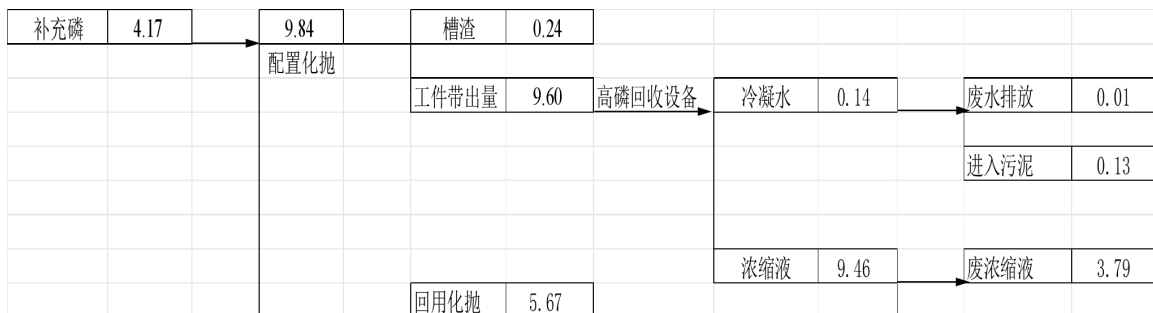 补充磷 4.17 9.84 槽渣 0.24
配置化抛
工件带出量 9.60 高磷回收设备 冷凝水 0.14 废水排放 0.01
进入污泥 0.13
浓缩液 9.46 废浓缩液 3.79
回用化抛 5.67